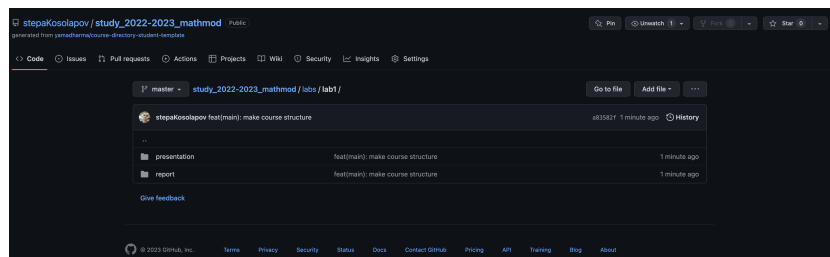 stepaKosolapov / study_2022-2023_mathmod Public
Pin Unwatch 1 Fork 0 Star 0
generated from yamadharma/course-directory-student-template
Code Issues Pull requests Actions Projects Wiki Security Insights Settings
master study_2022-2023_mathmod / labs / lab1 / Go to file Add file ...
stepaKosolapov feat(main): make course structure a83582f 1 minute ago History
..
presentation feat(main): make course structure 1 minute ago
report feat(main): make course structure 1 minute ago
Give feedback
© 2023 GitHub, Inc. Terms Privacy Security Status Docs Contact GitHub Pricing API Training Blog About